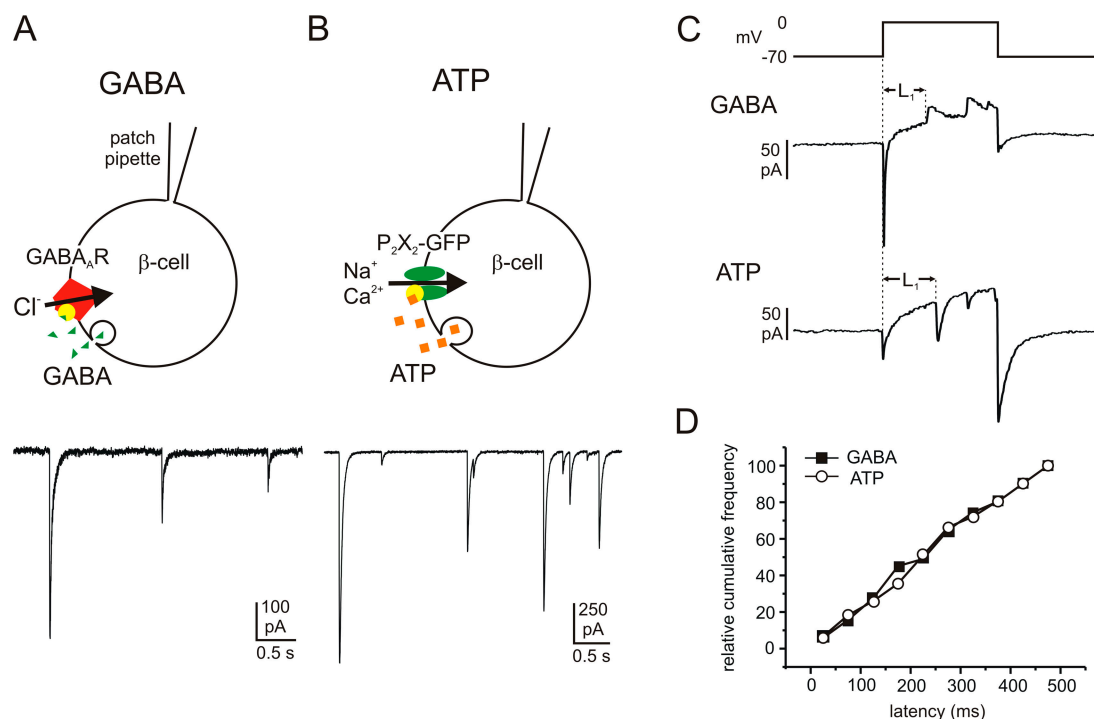 A
GABA
patch
pipette
GABA_AR
β-cell
Cl⁻
GABA
100
pA
0.5 s
B
ATP
P₂X₂-GFP
Na⁺
Ca²⁺
β-cell
ATP
250
pA
0.5 s
C
0
mV
-70
GABA
L₁
50
pA
ATP
L₁
50
pA
D
relative cumulative frequency
100
80
60
40
20
0
GABA
ATP
0 100 200 300 400 500
latency (ms)